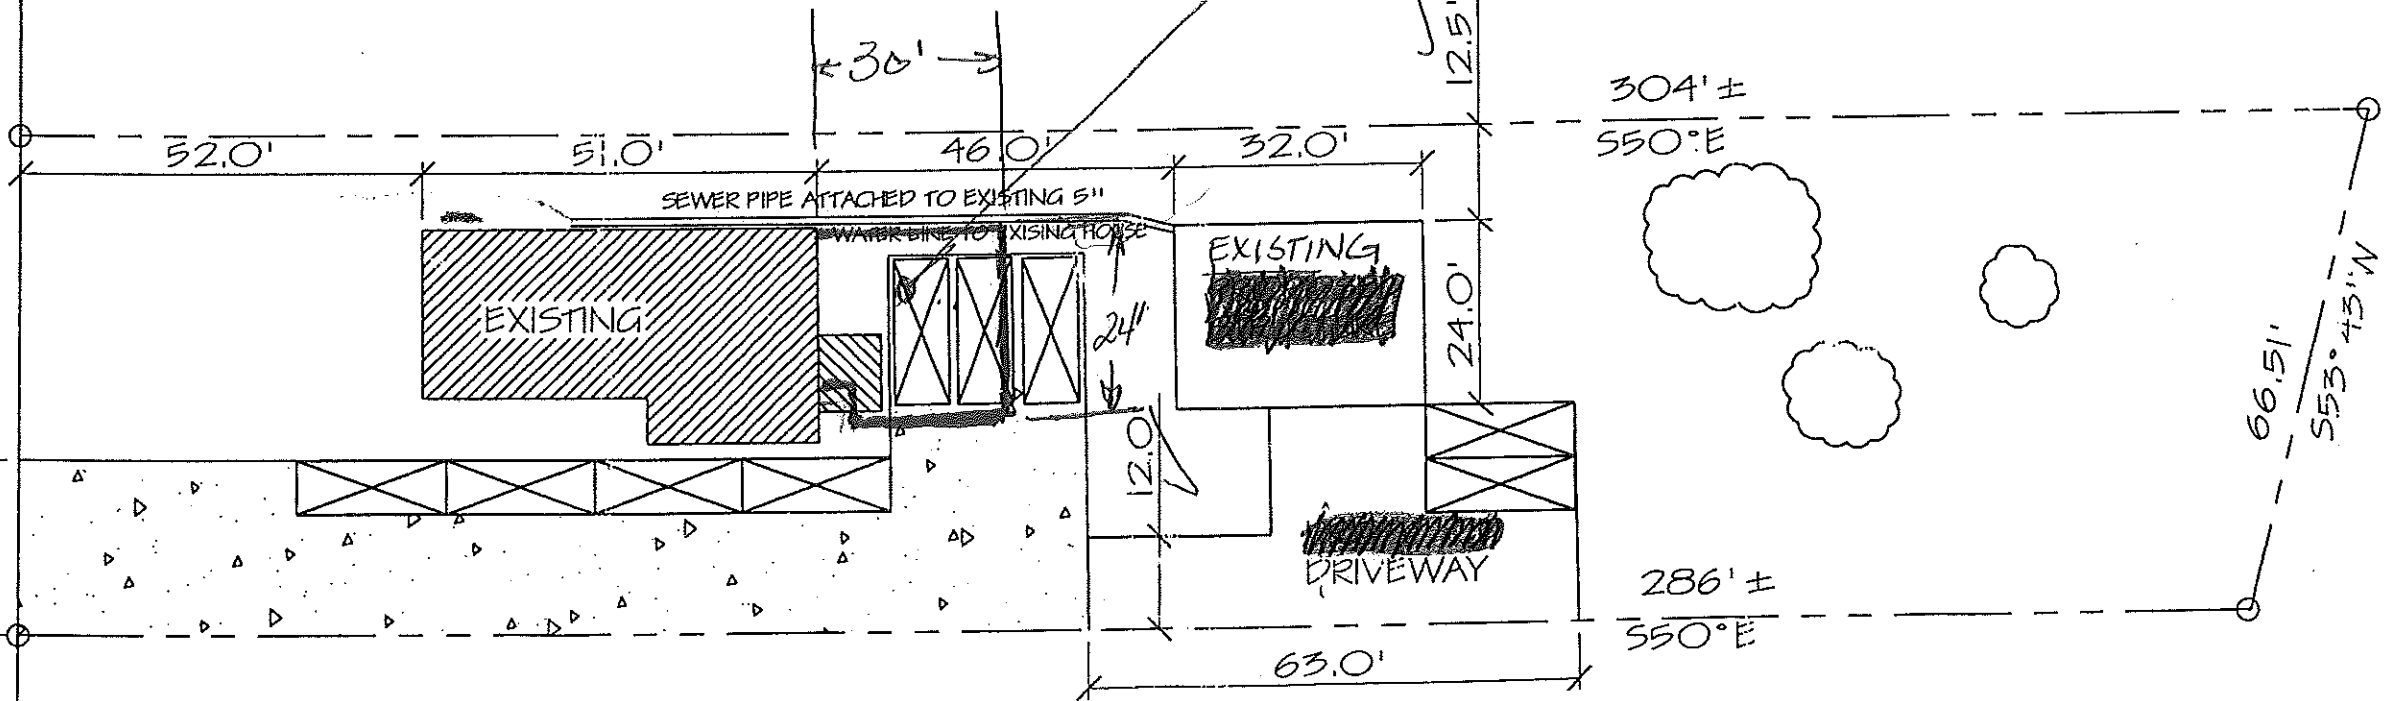 30'
12.5'
304' ±
S50°E
52.0'
51.0'
46.0'
32.0'
SEWER PIPE ATTACHED TO EXISTING 5"
WATER LINE TO EXISING HOUSE
EXISTING
EXISTING
24"
24.0'
12.0'
66.51'
S53° 43' N
DRIVEWAY
286' ±
S50°E
63.0'